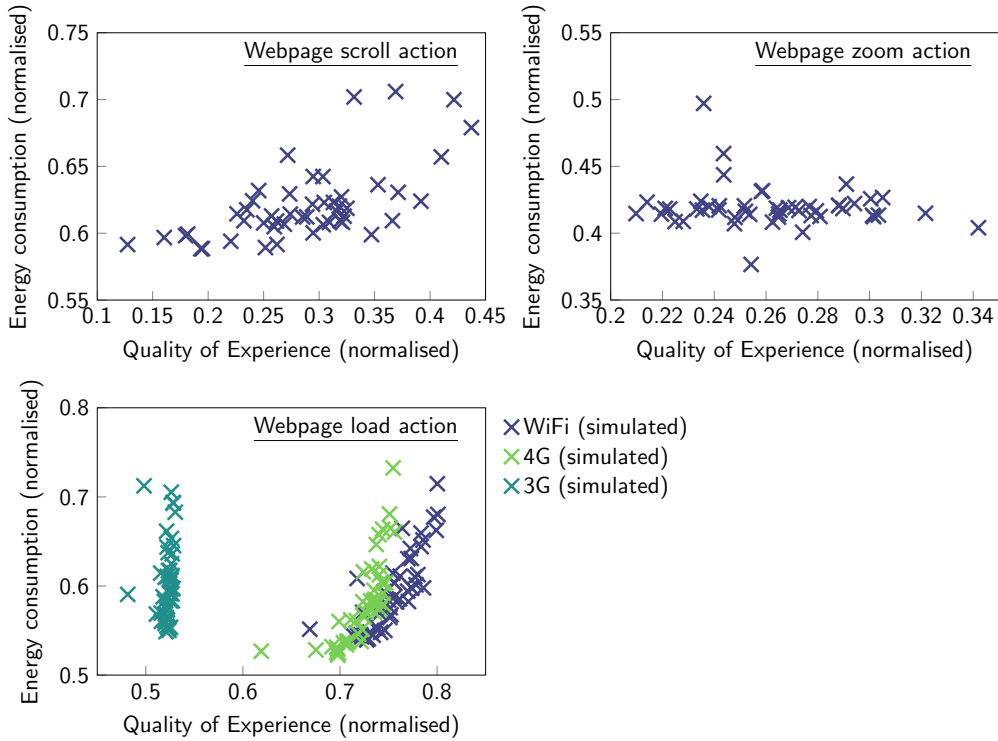 Webpage scroll action
Energy consumption (normalised)
0.75
0.7
0.65
0.6
0.55
0.1
0.15
0.2
0.25
0.3
0.35
0.4
0.45
Quality of Experience (normalised)
Webpage zoom action
Energy consumption (normalised)
0.55
0.5
0.45
0.4
0.35
0.2
0.22
0.24
0.26
0.28
0.3
0.32
0.34
Quality of Experience (normalised)
Webpage load action
Energy consumption (normalised)
0.8
0.7
0.6
0.5
0.5
0.6
0.7
0.8
Quality of Experience (normalised)
WiFi (simulated)
4G (simulated)
3G (simulated)